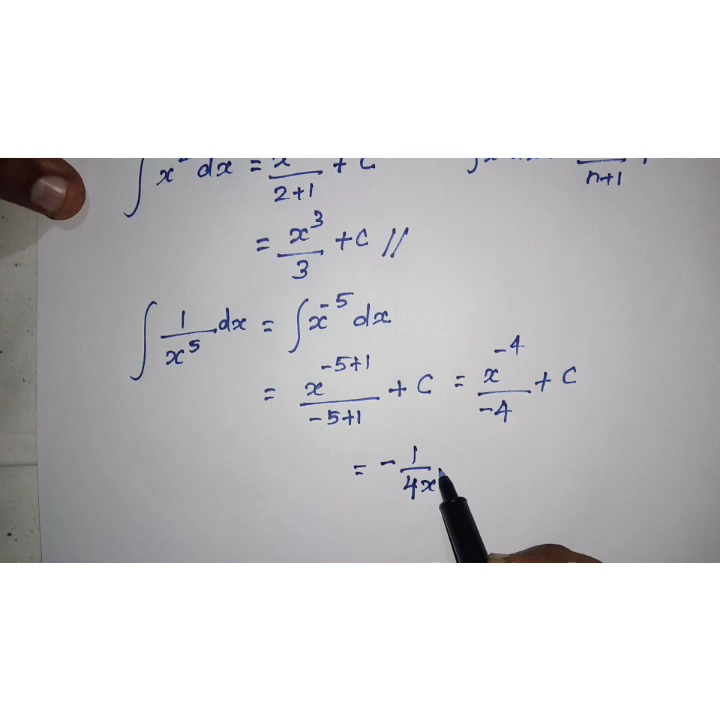 ∫ x dx = x/(2+1) + C    n+1
= x³/3 + C //
∫ 1/x⁵ dx = ∫ x⁻⁵ dx
= x⁻⁵⁺¹/(-5+1) + C = x⁻⁴/-4 + C
= - 1/4x